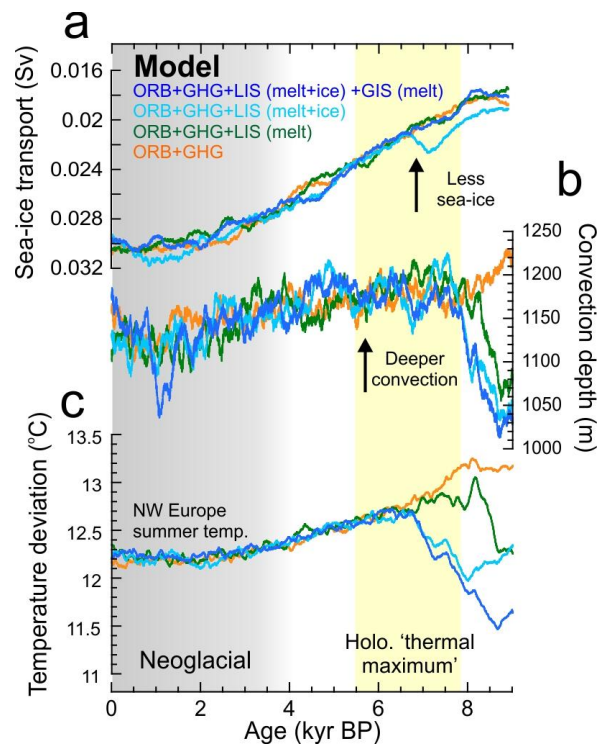 a
Model
ORB+GHG+LIS (melt+ice) +GIS (melt)
ORB+GHG+LIS (melt+ice)
ORB+GHG+LIS (melt)
ORB+GHG
Sea-ice transport (Sv)
0.016
0.02
0.024
0.028
0.032
Less
sea-ice
b
Convection depth (m)
1250
1200
1150
1100
1050
1000
Deeper
convection
c
Temperature deviation (°C)
13.5
13
12.5
12
11.5
11
NW Europe
summer temp.
Neoglacial
Holo. ‘thermal
maximum’
0
2
4
6
8
Age (kyr BP)